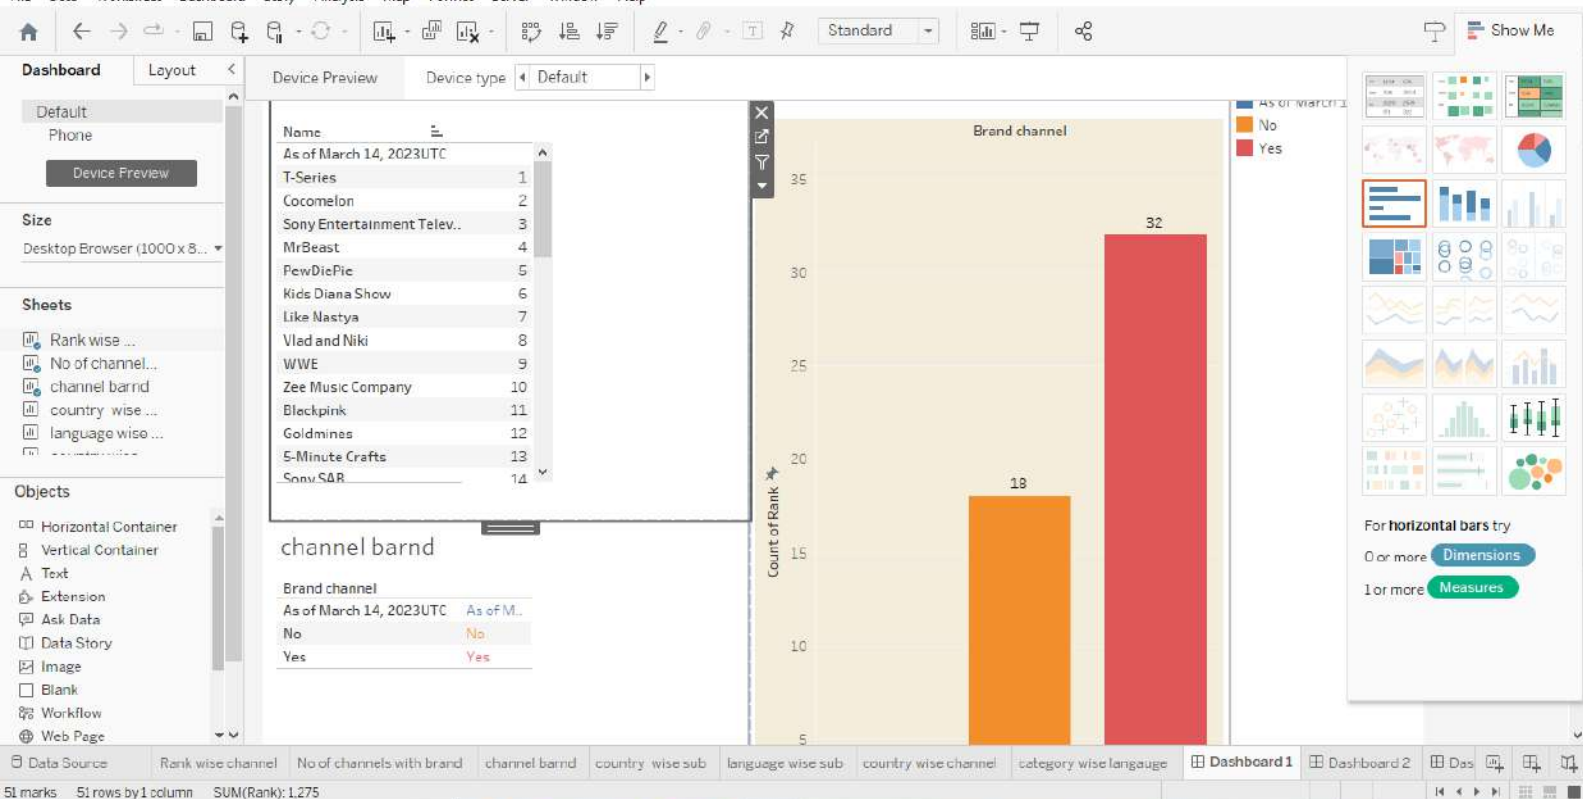 Standard
Show Me
Dashboard
Layout
Device Preview
Device type
Default
Default
Phone
Device Preview
Size
Desktop Browser (1000 x 8...
Sheets
Rank wise ...
No of channel...
channel barnd
country wise ...
language wise ...
Objects
Horizontal Container
Vertical Container
Text
Extension
Ask Data
Data Story
Image
Blank
Workflow
Web Page
Name
As of March 14, 2023UTC
T-Series 1
Cocomelon 2
Sony Entertainment Telev.. 3
MrBeast 4
PewDiePie 5
Kids Diana Show 6
Like Nastya 7
Vlad and Niki 8
WWE 9
Zee Music Company 10
Blackpink 11
Goldmines 12
5-Minute Crafts 13
Sony SAB 14
channel barnd
Brand channel
As of March 14, 2023UTC As of M..
No No
Yes Yes
Brand channel
Count of Rank
35
30
25
20
15
10
5
18
32
As of March 1
No
Yes
For horizontal bars try
0 or more Dimensions
1 or more Measures
Data Source
Rank wise channel
No of channels with brand
channel barnd
country wise sub
language wise sub
country wise channel
category wise langauge
Dashboard 1
Dashboard 2
Das
51 marks 51 rows by 1 column SUM(Rank): 1,275